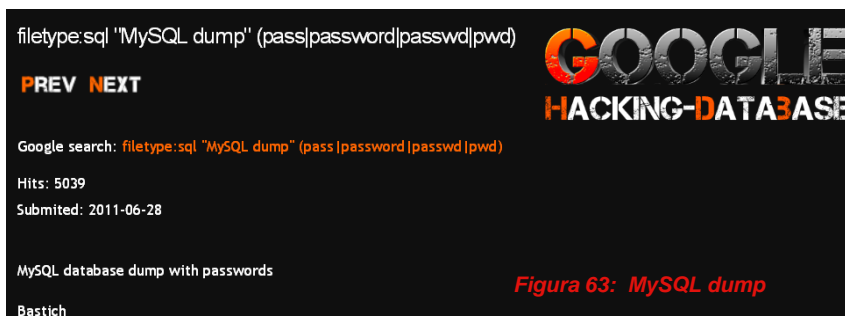 filetype:sql "MySQL dump" (pass|password|passwd|pwd)
GOOGLE
HACKING-DATABASE
PREV NEXT
Google search: filetype:sql "MySQL dump" (pass|password|passwd|pwd)
Hits: 5039
Submited: 2011-06-28
MySQL database dump with passwords
Figura 63: MySQL dump
Bastich